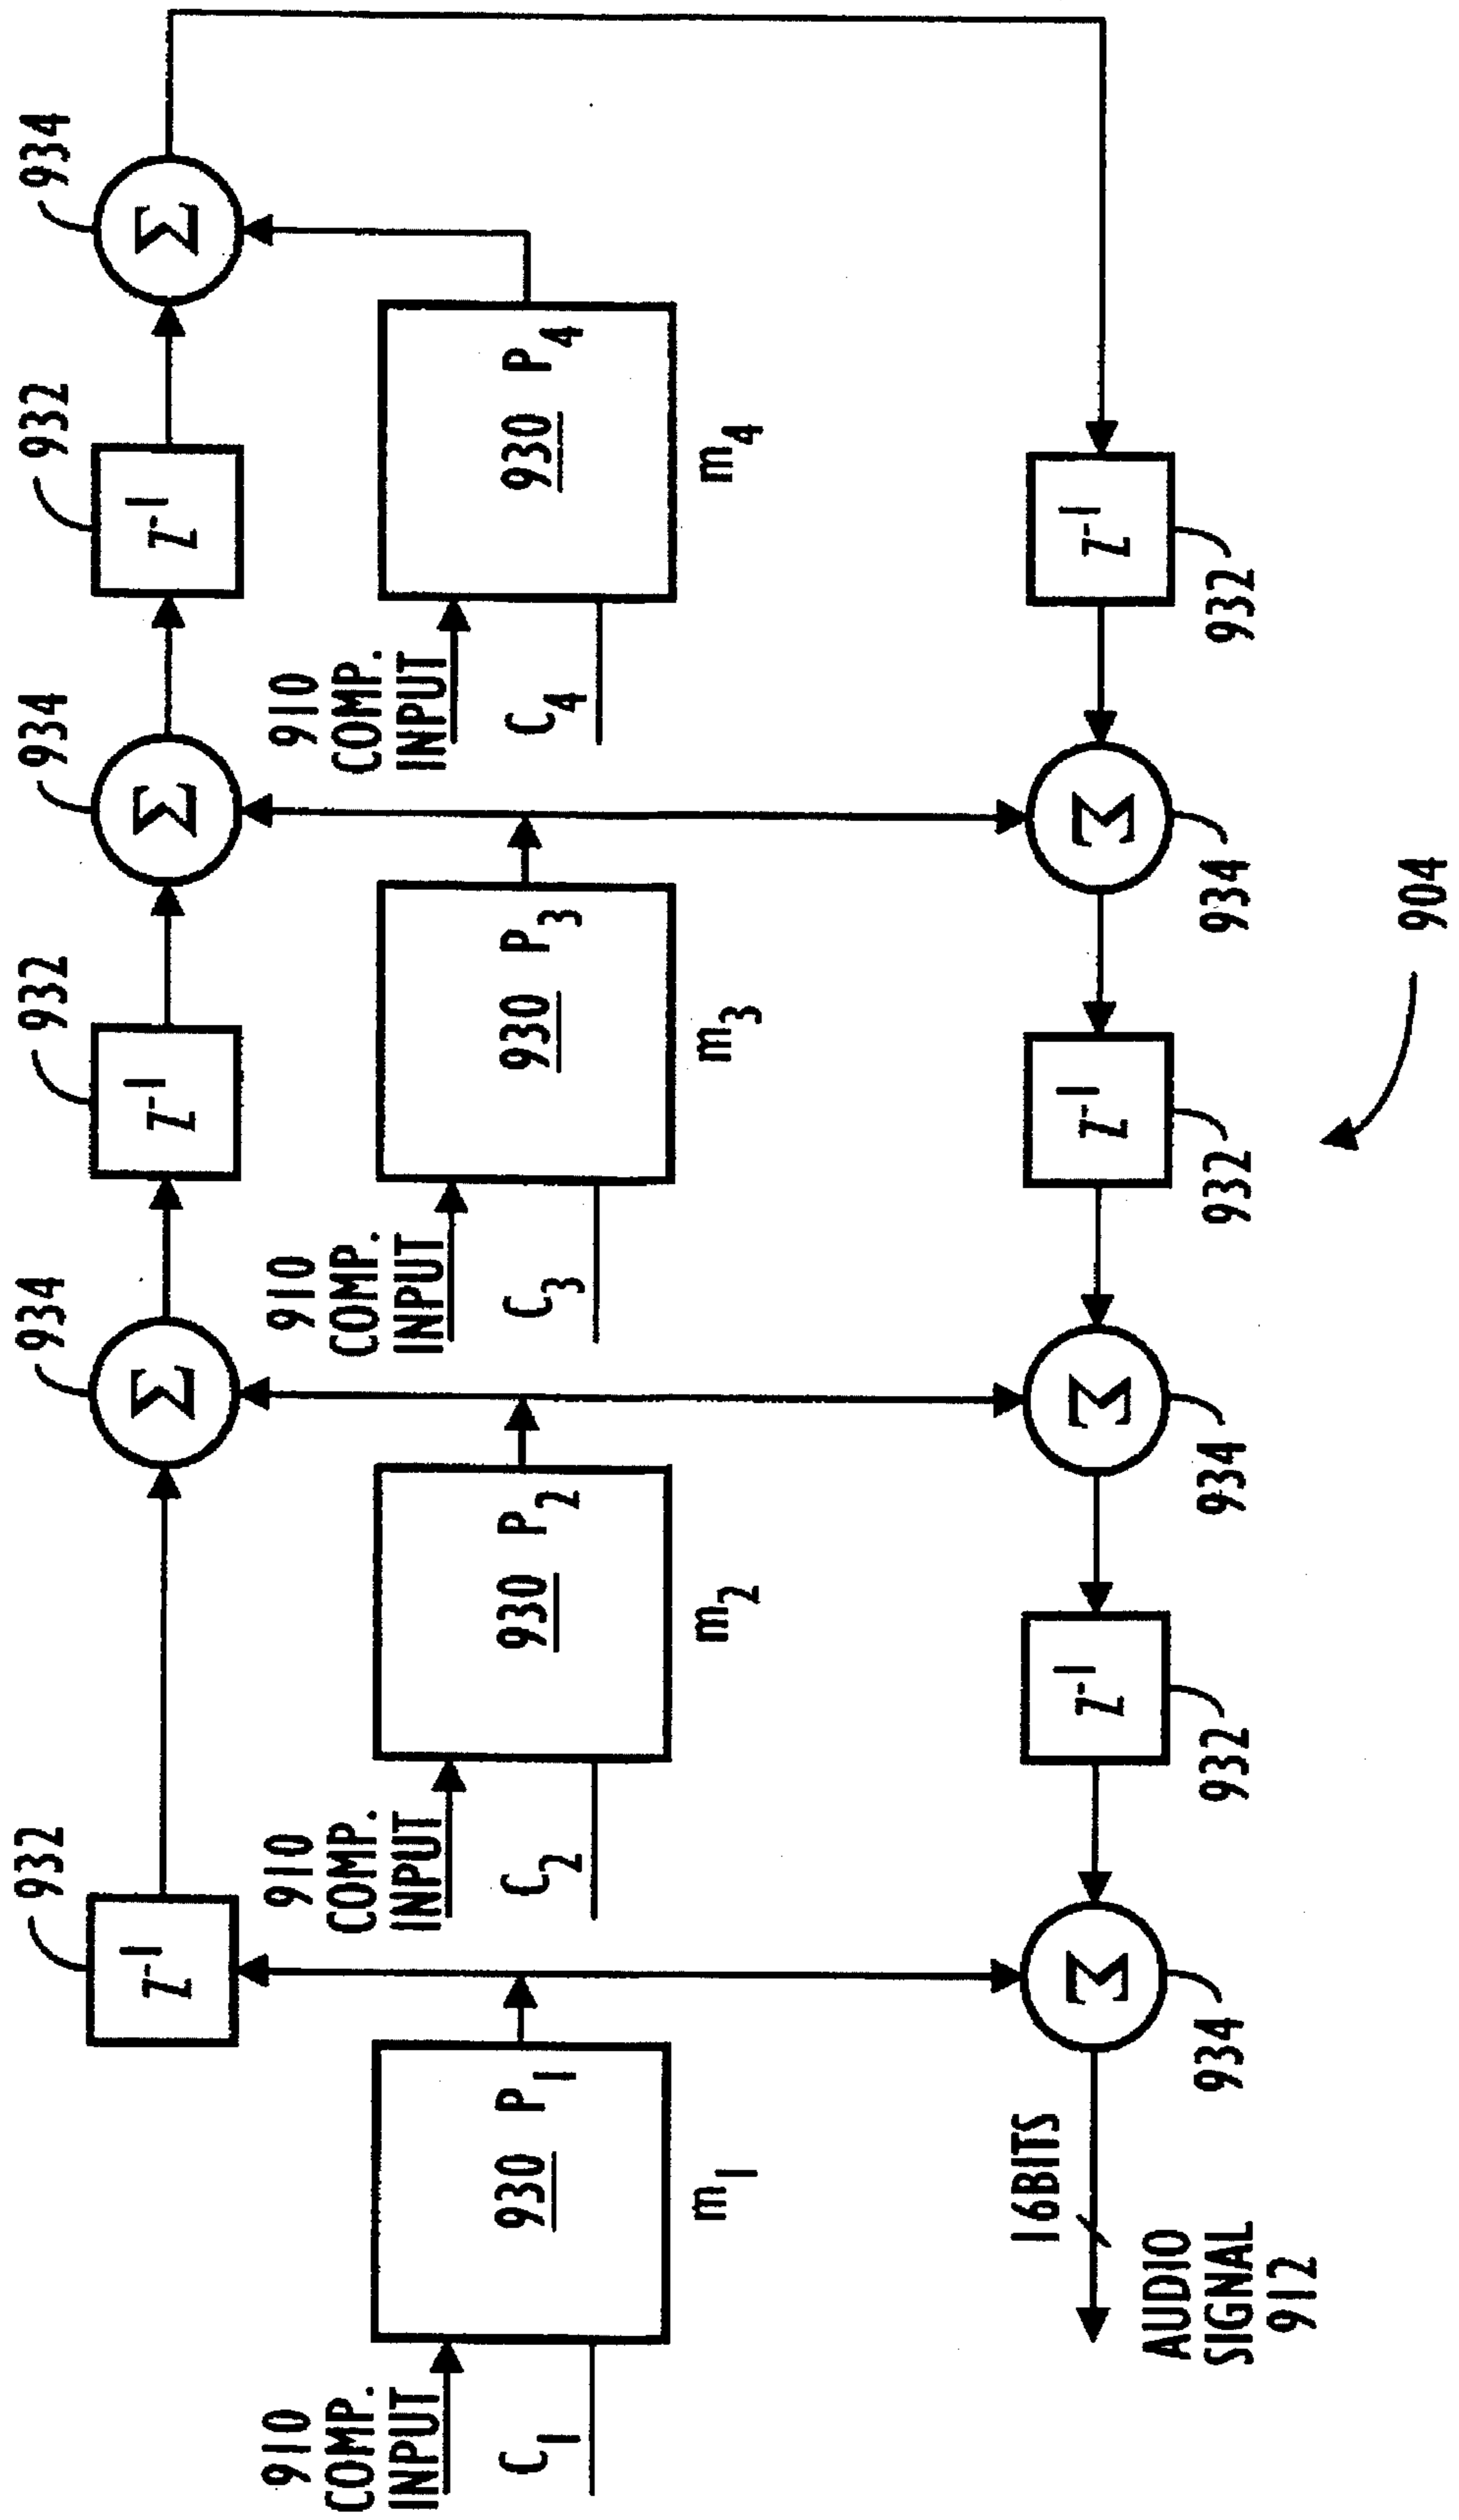 932
934
932
934
932
934
Z⁻¹
Σ
Z⁻¹
Σ
Z⁻¹
Σ
910
COMP.
INPUT
910
COMP.
INPUT
910
COMP.
INPUT
910
COMP.
INPUT
C₁
930 P₁
C₂
930 P₂
C₃
930 P₃
C₄
930 P₄
m₁
m₂
m₃
m₄
16BITS
Σ
Z⁻¹
Σ
Z⁻¹
Σ
Z⁻¹
AUDIO
SIGNAL
912
934
932
934
932
934
932
904